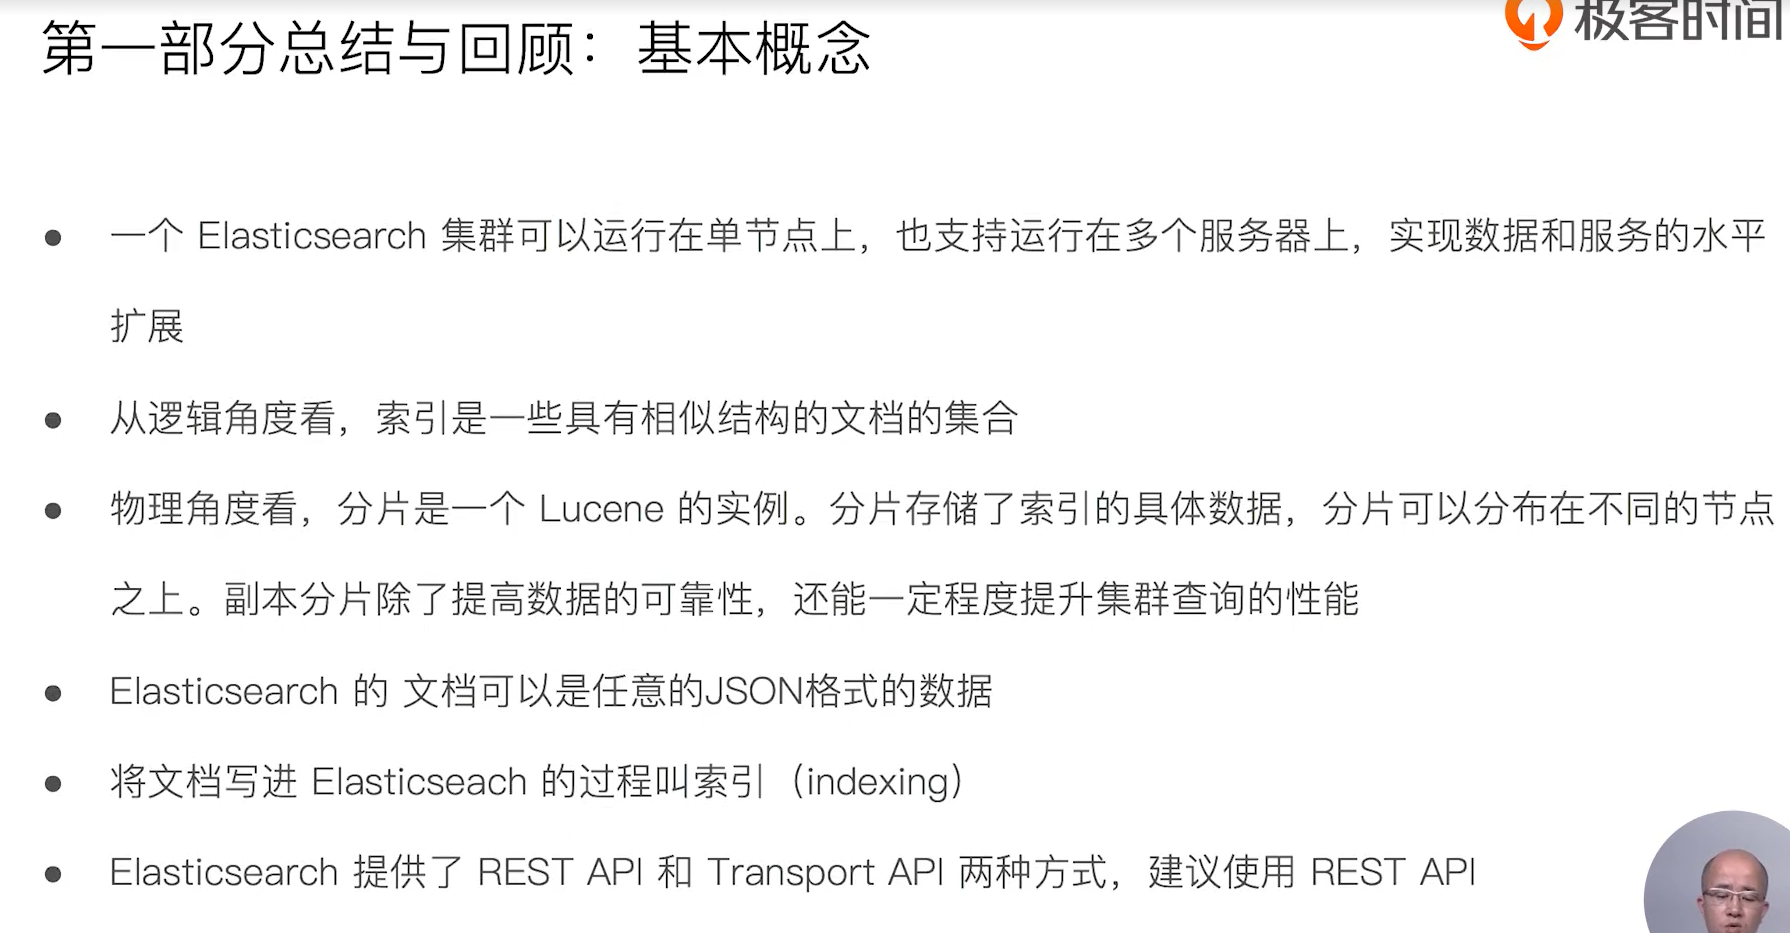 极客时间
第一部分总结与回顾：基本概念
一个 Elasticsearch 集群可以运行在单节点上，也支持运行在多个服务器上，实现数据和服务的水平
扩展
从逻辑角度看，索引是一些具有相似结构的文档的集合
物理角度看，分片是一个 Lucene 的实例。分片存储了索引的具体数据，分片可以分布在不同的节点
之上。副本分片除了提高数据的可靠性，还能一定程度提升集群查询的性能
Elasticsearch 的 文档可以是任意的JSON格式的数据
将文档写进 Elasticseach 的过程叫索引（indexing）
Elasticsearch 提供了 REST API 和 Transport API 两种方式，建议使用 REST API